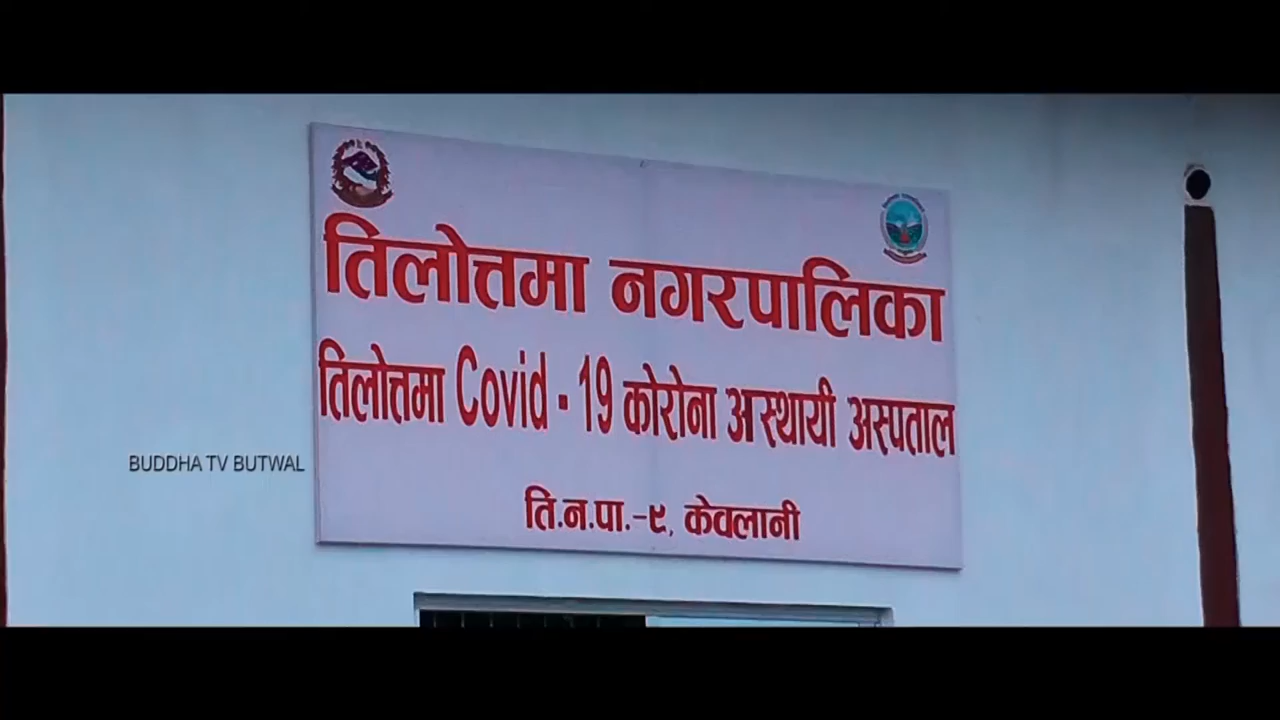 तिलोत्तमा नगरपालिका
तिलोत्तमा Covid - 19 कोरोना अस्थायी अस्पताल
BUDDHA TV BUTWAL
ति.न.पा.-९, केवलानी